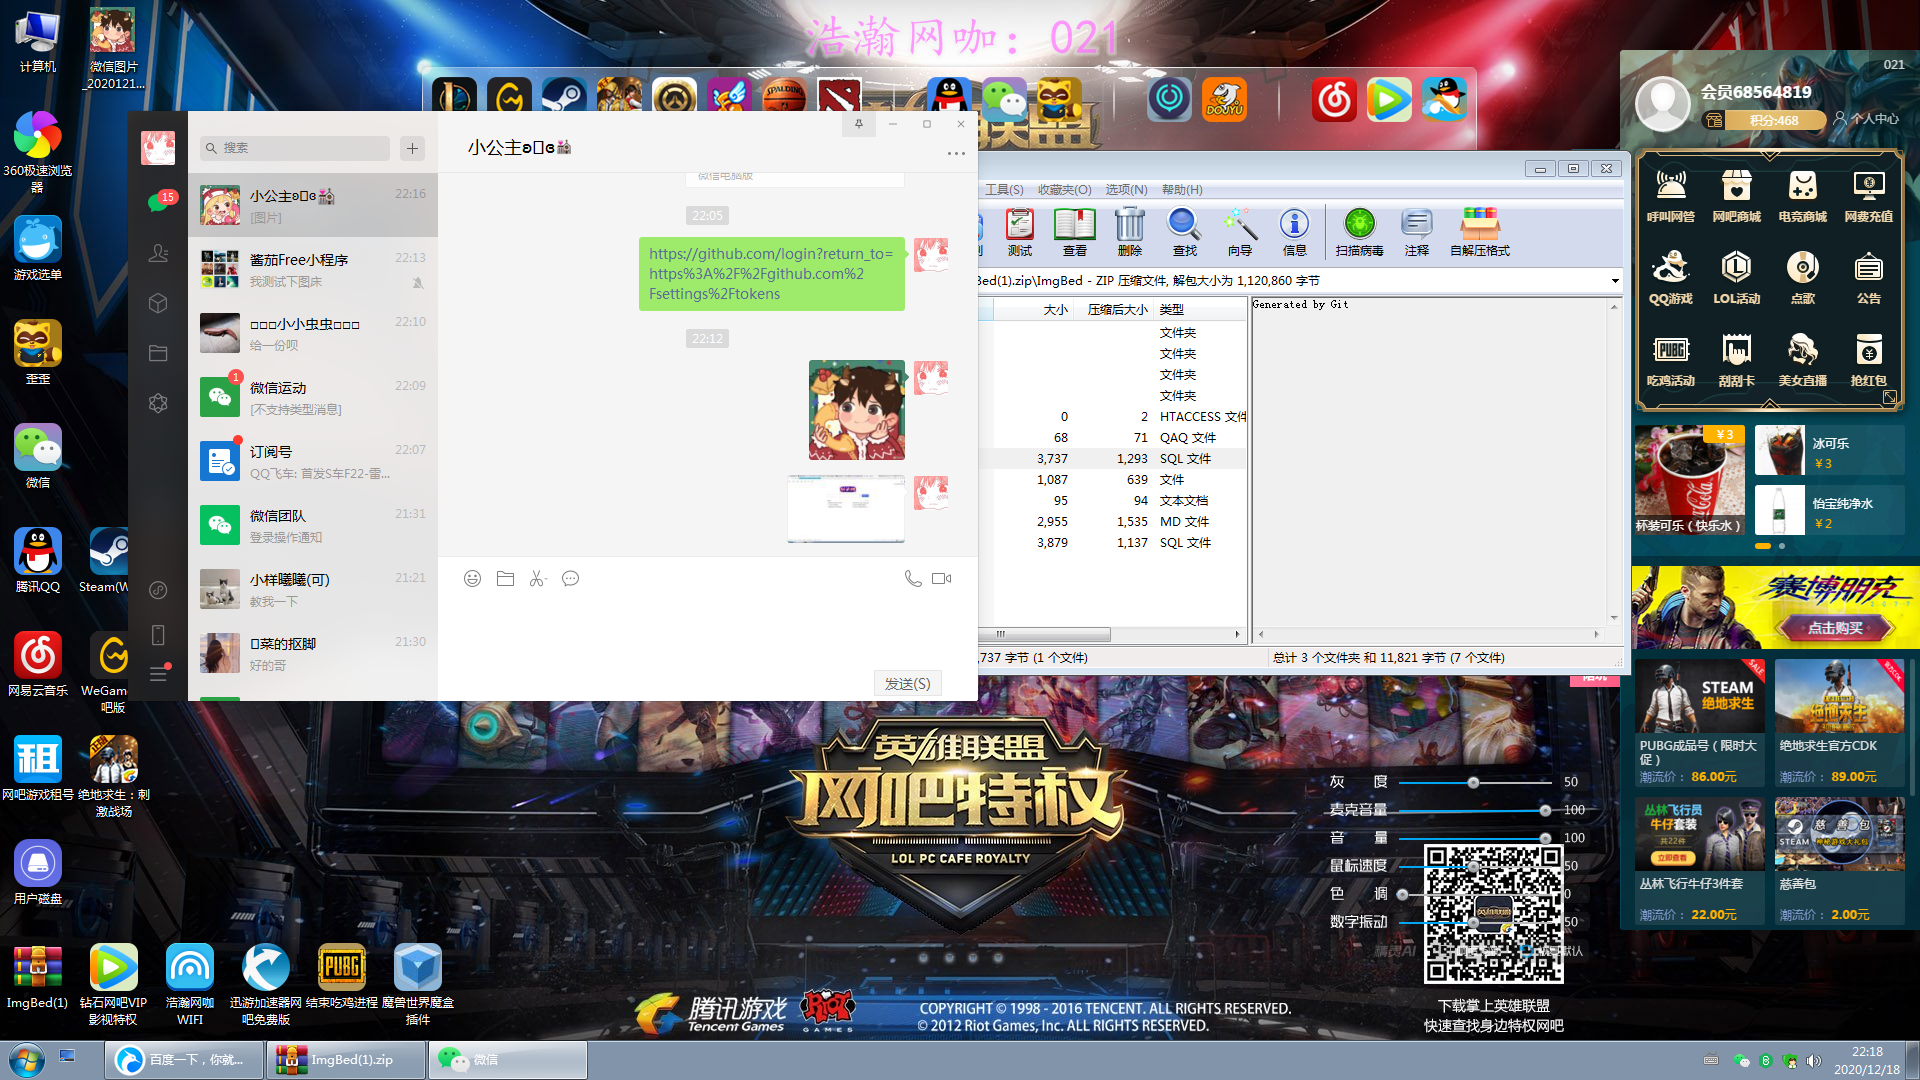 浩瀚网咖：021
计算机
微信图片
_2020121...
360极速浏览
器
游戏选单
歪歪
微信
腾讯QQ
Steam(W
网易云音乐
WeGam
吧版
网吧游戏租号
绝地求生：刺
激战场
用户磁盘
ImgBed(1)
钻石网吧VIP
影视特权
浩瀚网咖
WIFI
迅游加速器网
吧免费版
结束吃鸡进程
魔兽世界魔盒
插件
搜索
15
小公主
22:16
[图片]
酱茄Free小程序
22:13
我测试下图床
小小虫虫
22:10
给一份呗
1
微信运动
22:09
[不支持类型消息]
订阅号
22:07
QQ飞车: 首发S车F22-雷...
微信团队
21:31
登录操作通知
小样曦曦(可)
21:21
教我一下
菜的抠脚
21:30
好的哥
小公主
微信电脑版
22:05
https://github.com/login?return_to=
https%3A%2F%2Fgithub.com%2
Fsettings%2Ftokens
22:12
发送(S)
工具(S) 收藏夹(O) 选项(N) 帮助(H)
测试 查看 删除 查找 向导 信息 扫描病毒 注释 自解压格式
Bed(1).zip\ImgBed - ZIP 压缩文件, 解包大小为 1,120,860 字节
大小 压缩后大小 类型
文件夹
文件夹
文件夹
文件夹
0 2 HTACCESS 文件
68 71 QAQ 文件
3,737 1,293 SQL 文件
1,087 639 文件
95 94 文本文档
2,955 1,535 MD 文件
3,879 1,137 SQL 文件
Generated by Git
,737 字节 (1 个文件)
总计 3 个文件夹 和 11,821 字节 (7 个文件)
021
会员68564819
积分:468
个人中心
呼叫网管 网吧商城 电竞商城 网费充值
QQ游戏 LOL活动 点歌 公告
吃鸡活动 刮刮卡 美女直播 抢红包
¥3
杯装可乐（快乐水）
冰可乐
¥3
怡宝纯净水
¥2
赛博朋克
点击购买
STEAM
绝地求生
PUBG成品号（限时大
促）
潮流价： 86.00元
绝地求生
绝地求生官方CDK
潮流价： 89.00元
丛林飞行员
牛仔套装
共22件
立即查看
丛林飞行牛仔3件套
潮流价： 22.00元
慈善包
STEAM
慈善包
潮流价： 2.00元
英雄联盟
网吧特权
LOL PC CAFE ROYALTY
灰 度 50
麦克音量 100
音 量 100
鼠标速度 50
色 调 0
数字振动 50
下载掌上英雄联盟
快速查找身边特权网吧
腾讯游戏
Tencent Games
RIOT
GAMES
COPYRIGHT © 1998 - 2016 TENCENT. ALL RIGHTS RESERVED.
© 2012 Riot Games, Inc. ALL RIGHTS RESERVED.
百度一下，你就...
ImgBed(1).zip
微信
22:18
2020/12/18